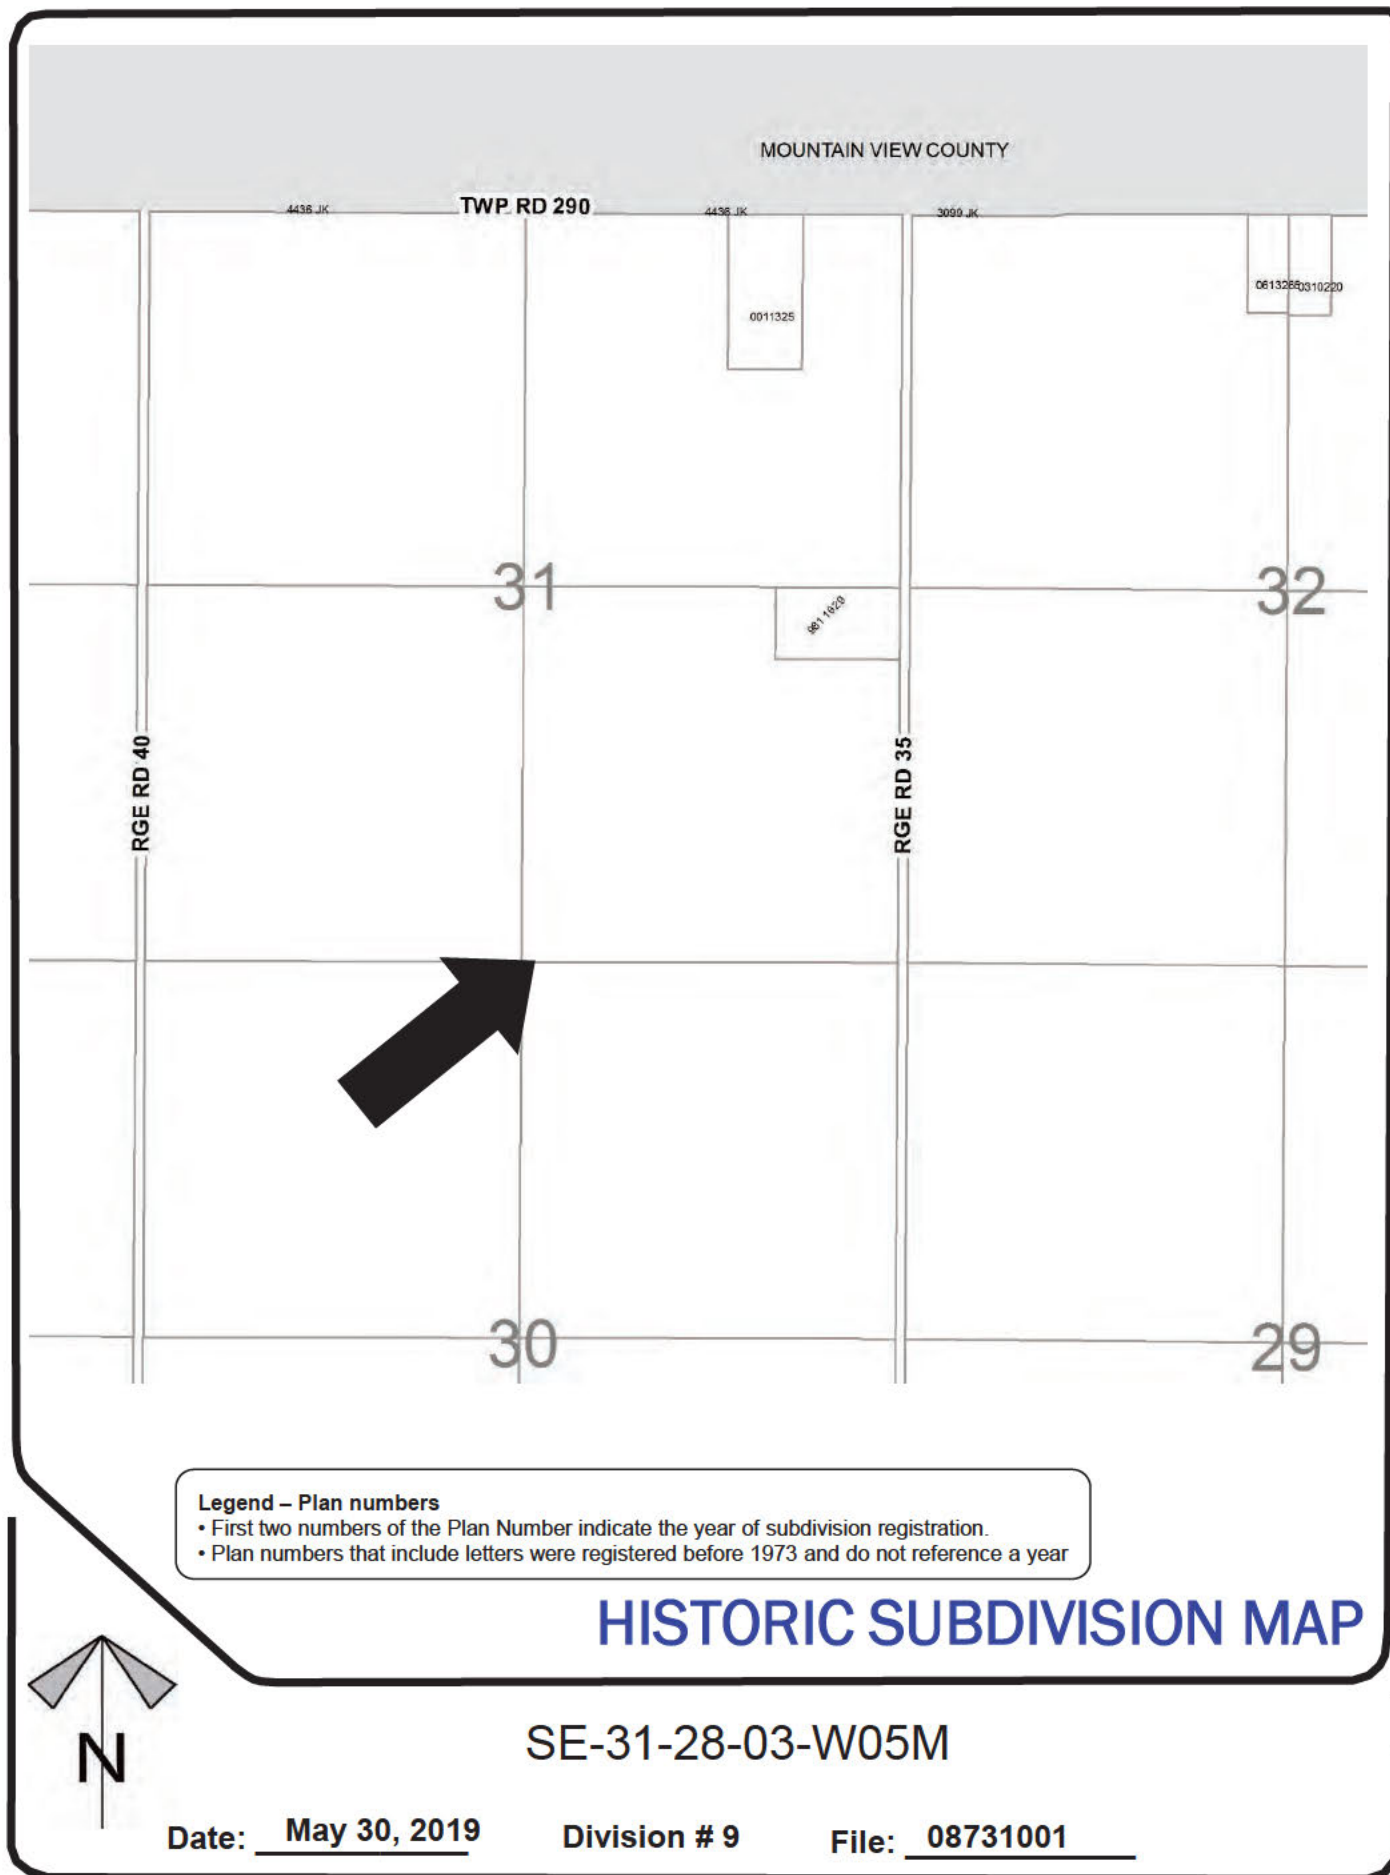 MOUNTAIN VIEW COUNTY
4436 JK TWP RD 290 4436 JK 3099 JK
0613265 0310220
0011325
31 32
9811020
RGE RD 40 RGE RD 35
30 29
Legend – Plan numbers
• First two numbers of the Plan Number indicate the year of subdivision registration.
• Plan numbers that include letters were registered before 1973 and do not reference a year
HISTORIC SUBDIVISION MAP
N
SE-31-28-03-W05M
Date: May 30, 2019 Division # 9 File: 08731001